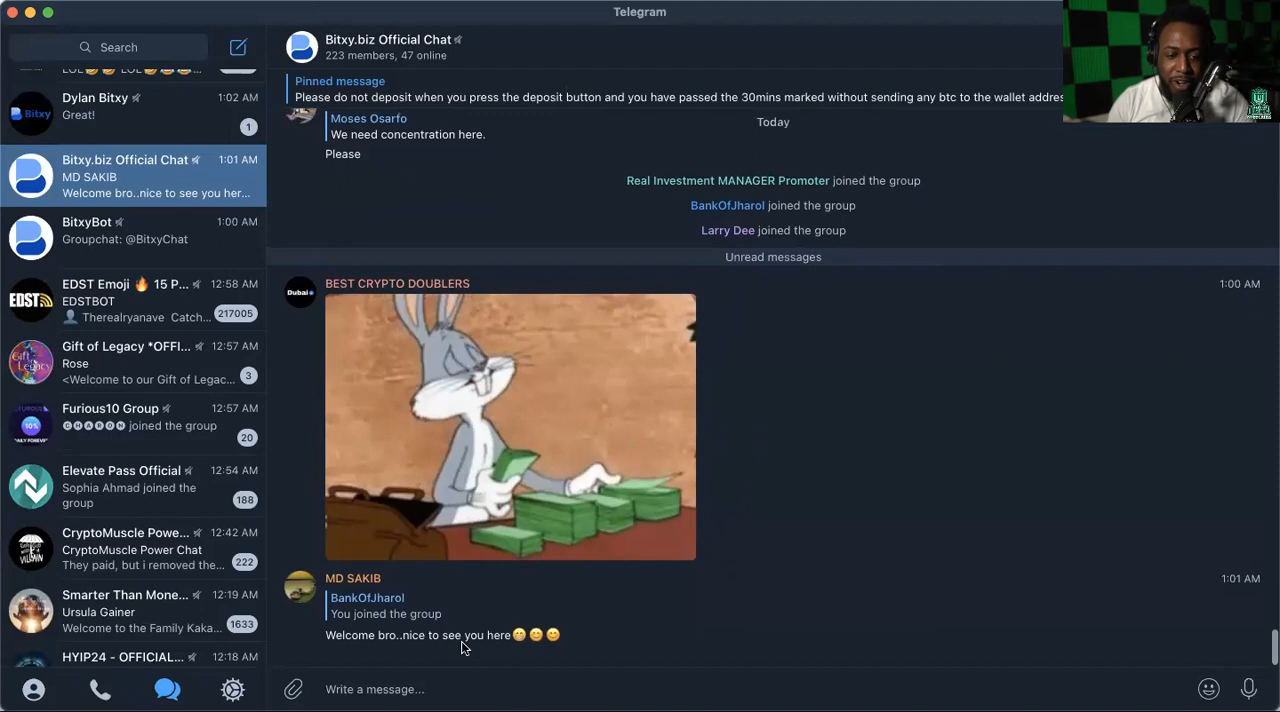 Telegram
Search
LOL LOL
Dylan Bitxy
1:02 AM
Great!
1
Bitxy
Bitxy.biz Official Chat
1:01 AM
MD SAKIB
Welcome bro..nice to see you her...
BitxyBot
1:00 AM
Groupchat: @BitxyChat
EDST Emoji 🔥 15 P...
12:58 AM
EDSTBOT
👤 Therealryanave Catch...
217005
EDST
Gift of Legacy *OFFI...
12:57 AM
Rose
<Welcome to our Gift of Legac...
3
Gift of Legacy
Furious10 Group
12:57 AM
🅒🅗🅐🅡🅞🅝 joined the group
20
10%
Elevate Pass Official
12:54 AM
Sophia Ahmad joined the
group
188
CryptoMuscle Powe...
12:42 AM
CryptoMuscle Power Chat
They paid, but i removed the...
222
Smarter Than Mone...
12:19 AM
Ursula Gainer
Welcome to the Family Kaka...
1633
HYIP24 - OFFICIAL...
12:18 AM
Bitxy.biz Official Chat
223 members, 47 online
Pinned message
Please do not deposit when you press the deposit button and you have passed the 30mins marked without sending any btc to the wallet addre
Moses Osarfo
We need concentration here.
Please
Today
Real Investment MANAGER Promoter joined the group
BankOfJharol joined the group
Larry Dee joined the group
Unread messages
Dubai
BEST CRYPTO DOUBLERS
1:00 AM
MD SAKIB
1:01 AM
BankOfJharol
You joined the group
Welcome bro..nice to see you here😁😊😊
Write a message...